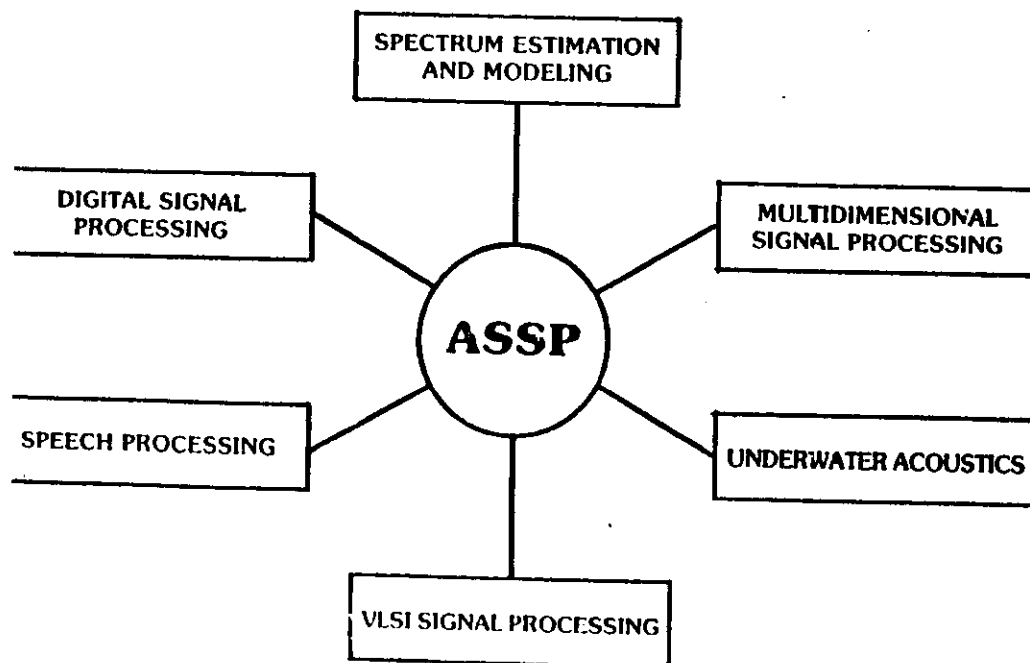 SPECTRUM ESTIMATION
AND MODELING
DIGITAL SIGNAL
PROCESSING
MULTIDIMENSIONAL
SIGNAL PROCESSING
ASSP
SPEECH PROCESSING
UNDERWATER ACOUSTICS
VLSI SIGNAL PROCESSING